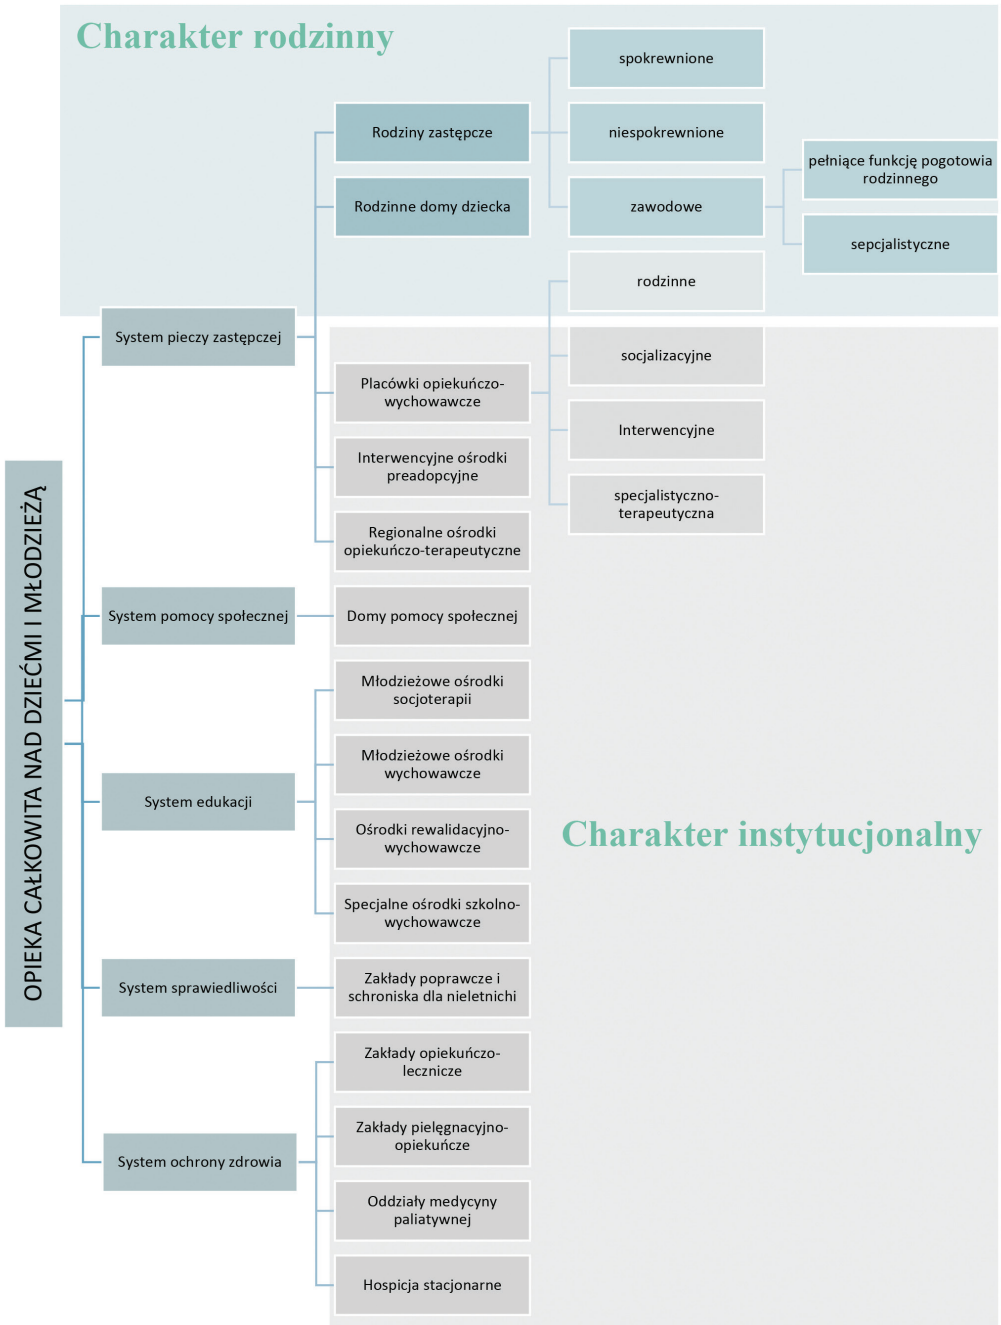 Charakter rodzinny
spokrewnione
Rodziny zastępcze
niespokrewnione
pełniące funkcję pogotowia
rodzinnego
Rodzinne domy dziecka
zawodowe
sepcjalistyczne
rodzinne
System pieczy zastępczej
socjalizacyjne
Placówki opiekuńczo-
wychowawcze
Interwencyjne
Interwencyjne ośrodki
preadopcyjne
specjalistyczno-
terapeutyczna
Regionalne ośrodki
opiekuńczo-terapeutyczne
OPIEKA CAŁKOWITA NAD DZIEĆMI I MŁODZIEŻĄ
System pomocy społecznej
Domy pomocy społecznej
Młodzieżowe ośrodki
socjoterapii
Młodzieżowe ośrodki
wychowawcze
System edukacji
Ośrodki rewalidacyjno-
wychowawcze
Charakter instytucjonalny
Specjalne ośrodki szkolno-
wychowawcze
System sprawiedliwości
Zakłady poprawcze i
schroniska dla nieletnichi
Zakłady opiekuńczo-
lecznicze
Zakłady pielęgnacyjno-
opiekuńcze
System ochrony zdrowia
Oddziały medycyny
paliatywnej
Hospicja stacjonarne